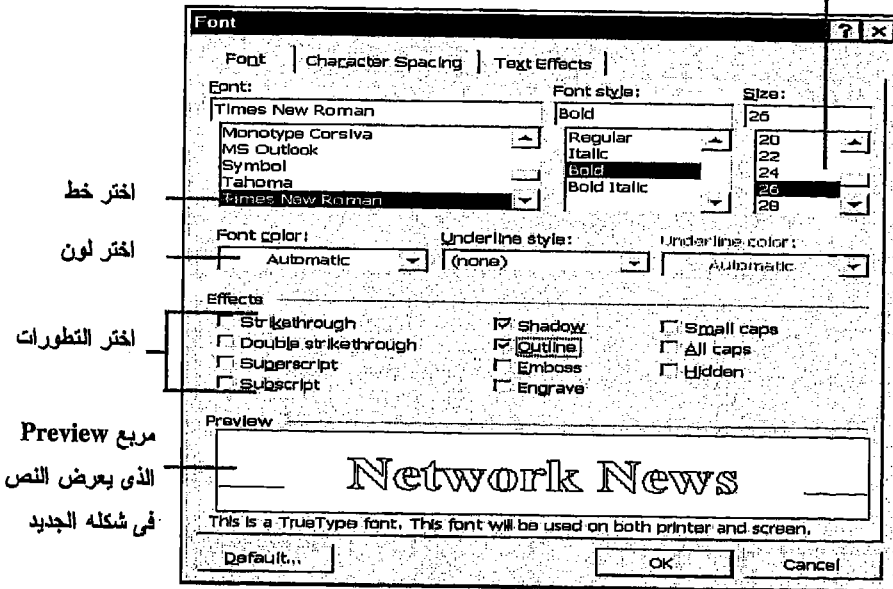 Font
Font Character Spacing Text Effects
Font: Font style: Size:
Times New Roman Bold 26
Monotype Corsiva Regular 20
MS Outlook Italic 22
Symbol Bold 24
Tahoma Bold Italic 26
Times New Roman 28
اختر خط
Font color: Underline style: Underline color:
Automatic (none) Automatic
اختر لون
Effects
Strikethrough Shadow Small caps
Double strikethrough Outline All caps
Superscript Emboss Hidden
Subscript Engrave
اختر التطورات
Preview
Network News
مربع Preview
الذى يعرض النص
فى شكله الجديد
This is a TrueType font. This font will be used on both printer and screen.
Default... OK Cancel